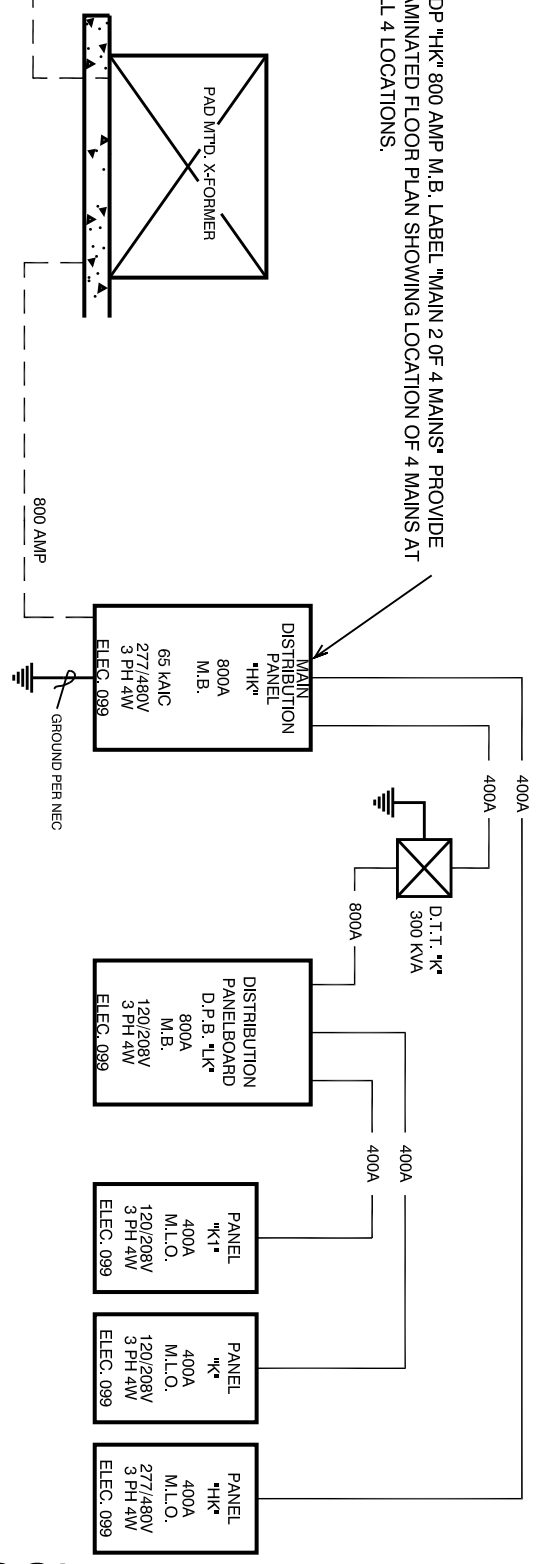 DP "HK" 800 AMP M.B. LABEL "MAIN 2 OF 4 MAINS" PROVIDE
AMINATED FLOOR PLAN SHOWING LOCATION OF 4 MAINS AT
LL 4 LOCATIONS.
PAD MT'D. X-FORMER
800 AMP
MAIN
DISTRIBUTION
PANEL
"HK"
800A
M.B.
65 kAIC
277/480V
3 PH 4W
ELEC. 099
GROUND PER NEC
400A
400A
D.T.T. "K"
300 KVA
800A
DISTRIBUTION
PANELBOARD
D.P.B. "LK"
800A
M.B.
120/208V
3 PH 4W
ELEC. 099
400A
400A
PANEL
"K1"
400A
M.L.O.
120/208V
3 PH 4W
ELEC. 099
PANEL
"K"
400A
M.L.O.
120/208V
3 PH 4W
ELEC. 099
PANEL
"HK"
400A
M.L.O.
277/480V
3 PH 4W
ELEC. 099